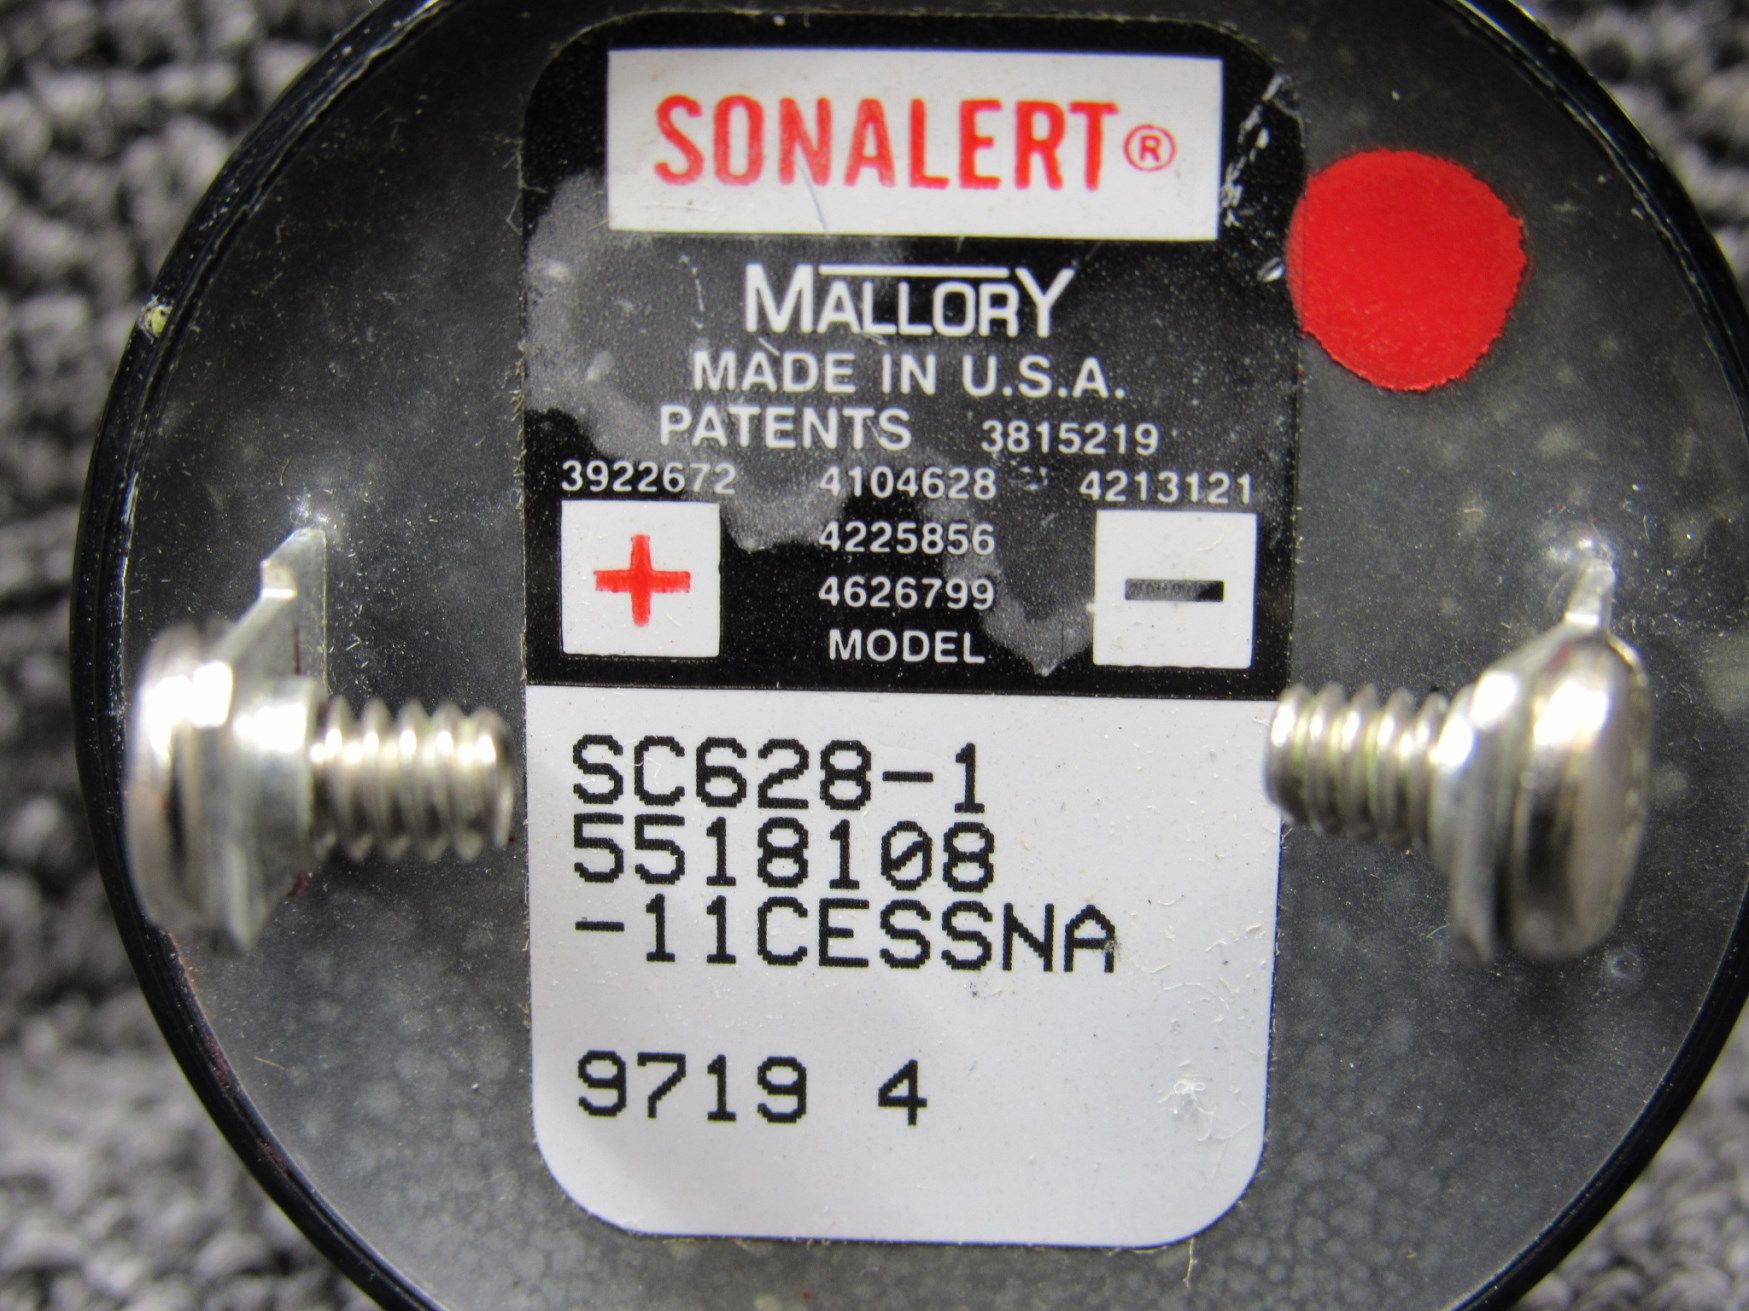 SONALERT®
MALLORY
MADE IN U.S.A.
PATENTS 3815219
3922672 4104628 4213121
+ 4225856 −
4626799
MODEL
SC628-1
5518108
-11CESSNA
9719 4